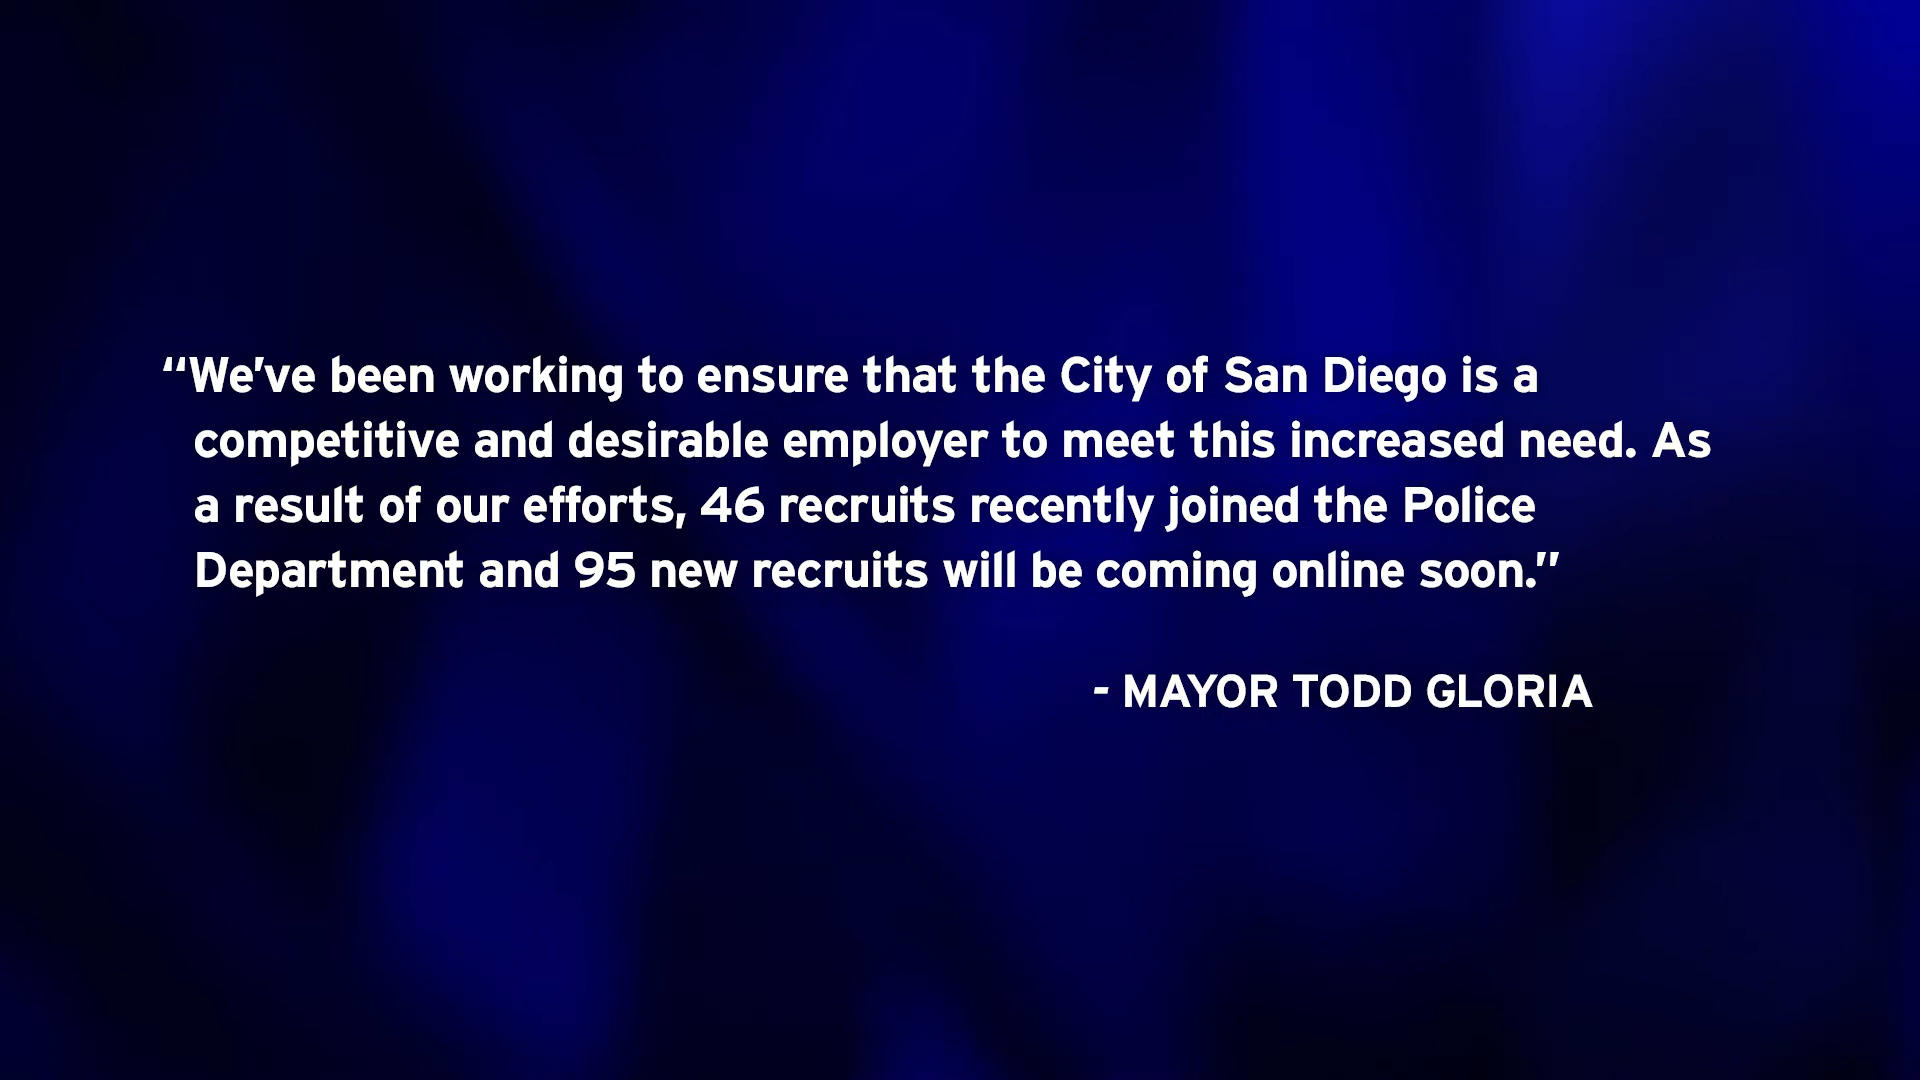 “We’ve been working to ensure that the City of San Diego is a
competitive and desirable employer to meet this increased need. As
a result of our efforts, 46 recruits recently joined the Police
Department and 95 new recruits will be coming online soon.”
- MAYOR TODD GLORIA